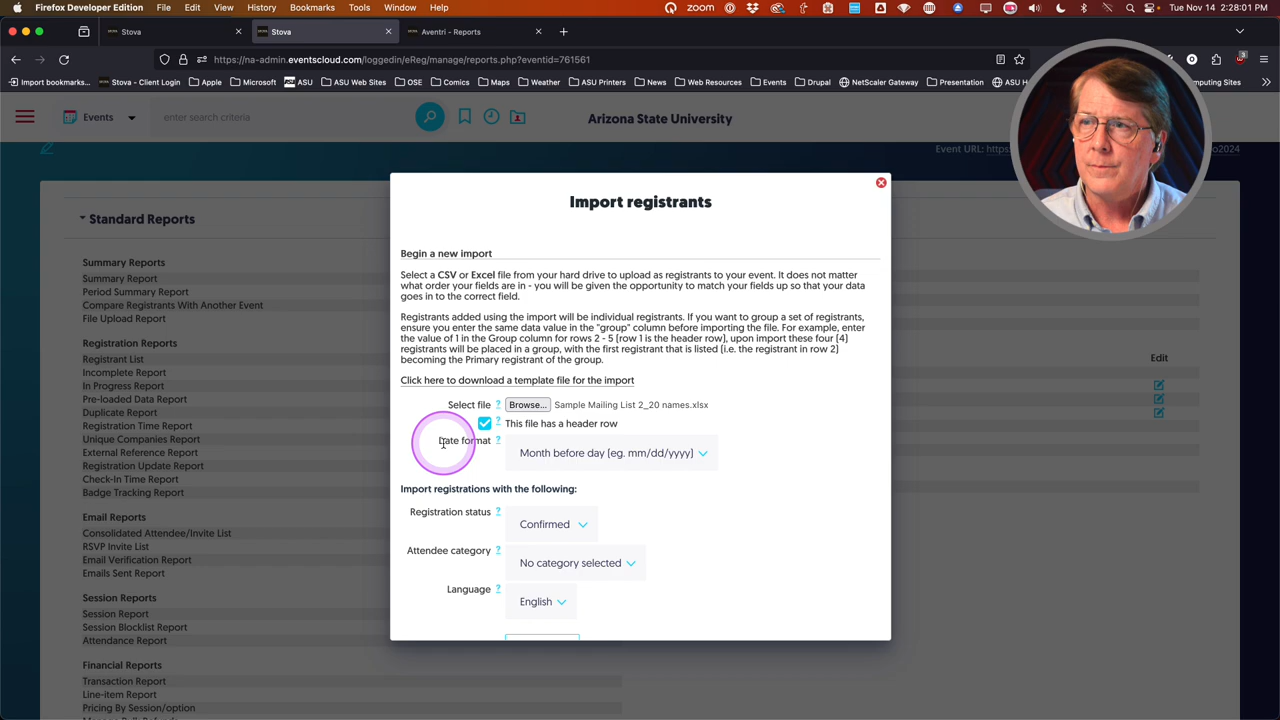 Firefox Developer Edition File Edit View History Bookmarks Tools Window Help
zoom
Tue Nov 14 2:28:01 PM
Stova
Stova
Aventri - Reports
https://na-admin.eventscloud.com/loggedin/eReg/manage/reports.php?eventid=761561
Import bookmarks... Stova - Client Login Apple Microsoft ASU ASU Web Sites OSE Comics Maps Weather ASU Printers News Web Resources Events Drupal NetScaler Gateway Presentation ASU
Events enter search criteria Arizona State University
Event URL: https:
2024
Standard Reports
Summary Reports
Summary Report
Period Summary Report
Compare Registrants With Another Event
File Upload Report
Registration Reports
Registrant List
Incomplete Report
In Progress Report
Pre-loaded Data Report
Duplicate Report
Registration Time Report
Unique Companies Report
External Reference Report
Registration Update Report
Check-In Time Report
Badge Tracking Report
Email Reports
Consolidated Attendee/Invite List
RSVP Invite List
Email Verification Report
Emails Sent Report
Session Reports
Session Report
Session Blocklist Report
Attendance Report
Financial Reports
Transaction Report
Line-item Report
Pricing By Session/option
Edit
Import registrants
Begin a new import
Select a CSV or Excel file from your hard drive to upload as registrants to your event. It does not matter
what order your fields are in - you will be given the opportunity to match your fields up so that your data
goes in to the correct field.
Registrants added using the import will be individual registrants. If you want to group a set of registrants,
ensure you enter the same data value in the "group" column before importing the file. For example, enter
the value of 1 in the Group column for rows 2 - 5 (row 1 is the header row), upon import these four (4)
registrants will be placed in a group, with the first registrant that is listed (i.e. the registrant in row 2)
becoming the Primary registrant of the group.
Click here to download a template file for the import
Select file ? Browse... Sample Mailing List 2_20 names.xlsx
? This file has a header row
Date format ? Month before day (eg. mm/dd/yyyy)
Import registrations with the following:
Registration status ? Confirmed
Attendee category ? No category selected
Language ? English